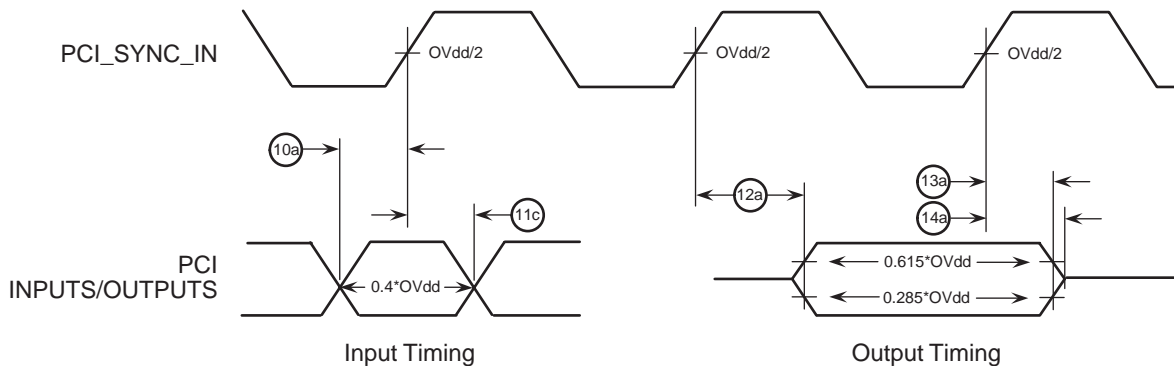 PCI_SYNC_IN
OVdd/2
OVdd/2
OVdd/2
10a
11c
12a
13a
14a
PCI
INPUTS/OUTPUTS
0.4*OVdd
0.615*OVdd
0.285*OVdd
Input Timing
Output Timing